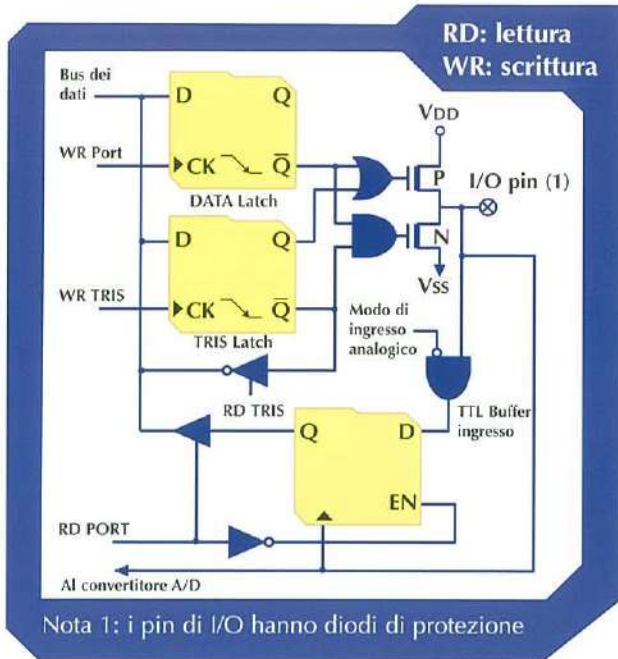 RD: lettura
WR: scrittura
Bus dei
dati
D Q
VDD
WR Port
CK Q̅
P
I/O pin (1)
DATA Latch
D Q
N
WR TRIS
CK Q̅
VSS
TRIS Latch
Modo di
ingresso
analogico
RD TRIS
TTL Buffer
ingresso
Q D
EN
RD PORT
Al convertitore A/D
Nota 1: i pin di I/O hanno diodi di protezione